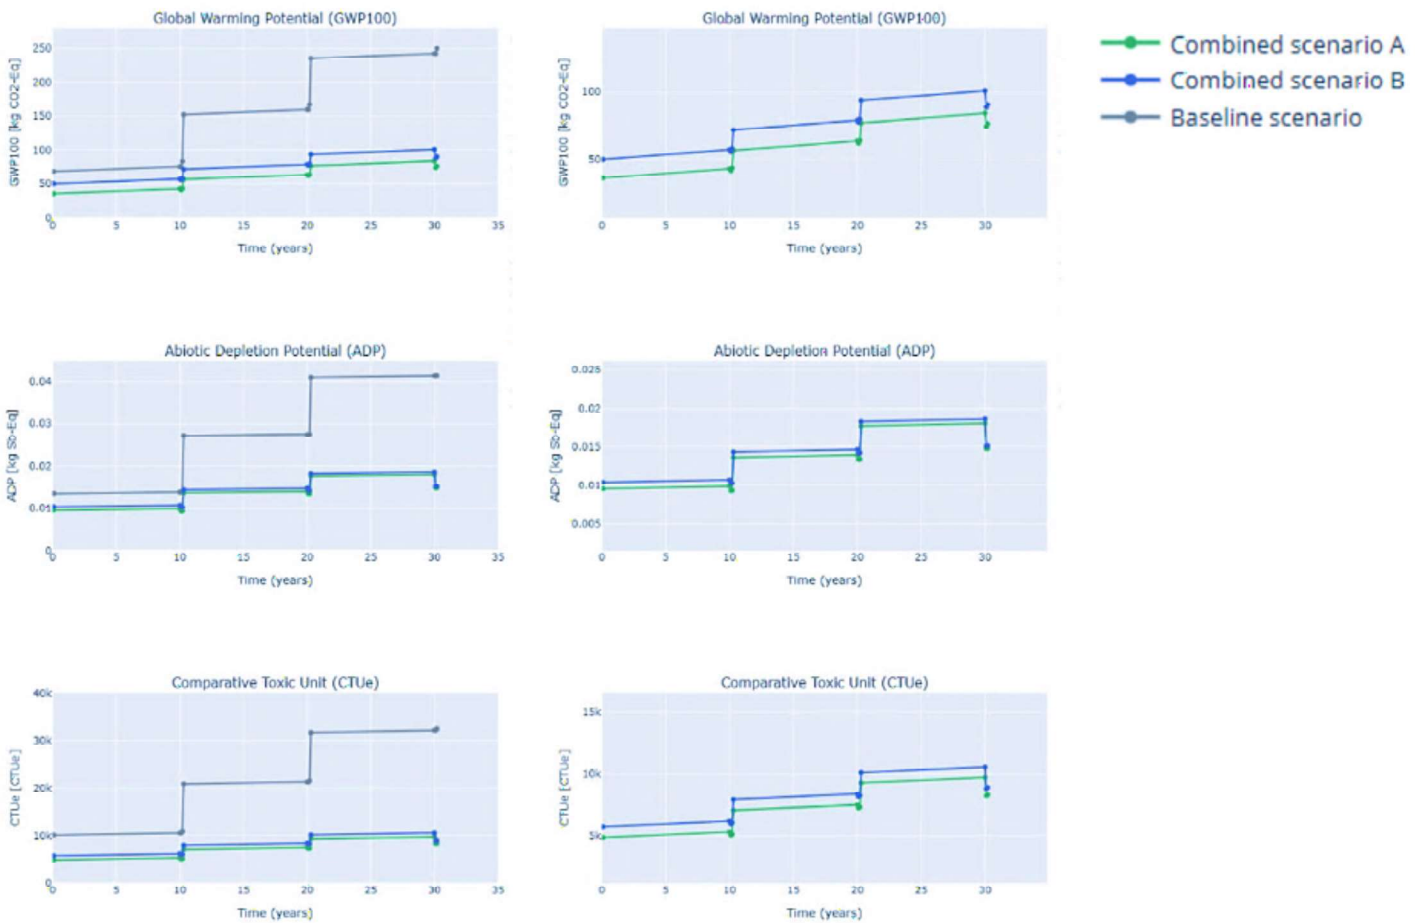 Global Warming Potential (GWP100)
GWP100 [kg CO2-Eq]
250
200
150
100
50
0
0 5 10 15 20 25 30 35
Time (years)
Global Warming Potential (GWP100)
GWP100 [kg CO2-Eq]
100
50
0 5 10 15 20 25 30
Time (years)
Combined scenario A
Combined scenario B
Baseline scenario
Abiotic Depletion Potential (ADP)
ADP [kg Sb-Eq]
0.04
0.03
0.02
0.01
0
0 5 10 15 20 25 30 35
Time (years)
Abiotic Depletion Potential (ADP)
ADP [kg Sb-Eq]
0.025
0.02
0.015
0.01
0.005
0 5 10 15 20 25 30
Time (years)
Comparative Toxic Unit (CTUe)
CTUe [CTUe]
40k
30k
20k
10k
0
0 5 10 15 20 25 30 35
Time (years)
Comparative Toxic Unit (CTUe)
CTUe [CTUe]
15k
10k
5k
0 5 10 15 20 25 30
Time (years)